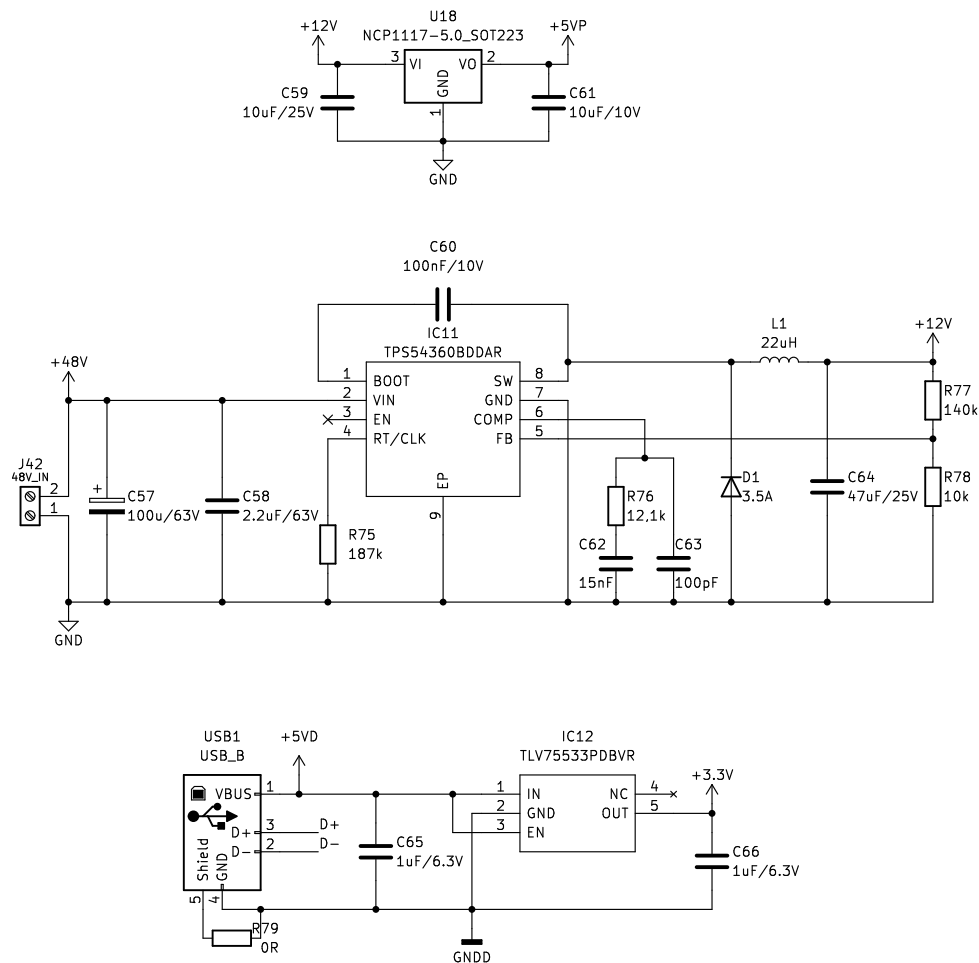 U18
NCP1117-5.0_SOT223
+12V
+5VP
3
VI
VO
2
GND
1
C59
10uF/25V
C61
10uF/10V
GND
C60
100nF/10V
IC11
TPS54360BDDAR
L1
22uH
+12V
+48V
1
BOOT
SW
8
2
VIN
GND
7
3
EN
COMP
6
4
RT/CLK
FB
5
EP
9
R77
140k
J42
48V_IN
2
1
+
C57
100u/63V
C58
2.2uF/63V
R75
187k
R76
12,1k
C62
15nF
C63
100pF
D1
3.5A
C64
47uF/25V
R78
10k
GND
USB1
USB_B
+5VD
IC12
TLV75533PDBVR
+3.3V
VBUS
1
D+
3
D+
D-
2
D-
Shield
GND
5
4
1
IN
NC
4
2
GND
OUT
5
3
EN
C65
1uF/6.3V
C66
1uF/6.3V
R79
0R
GNDD